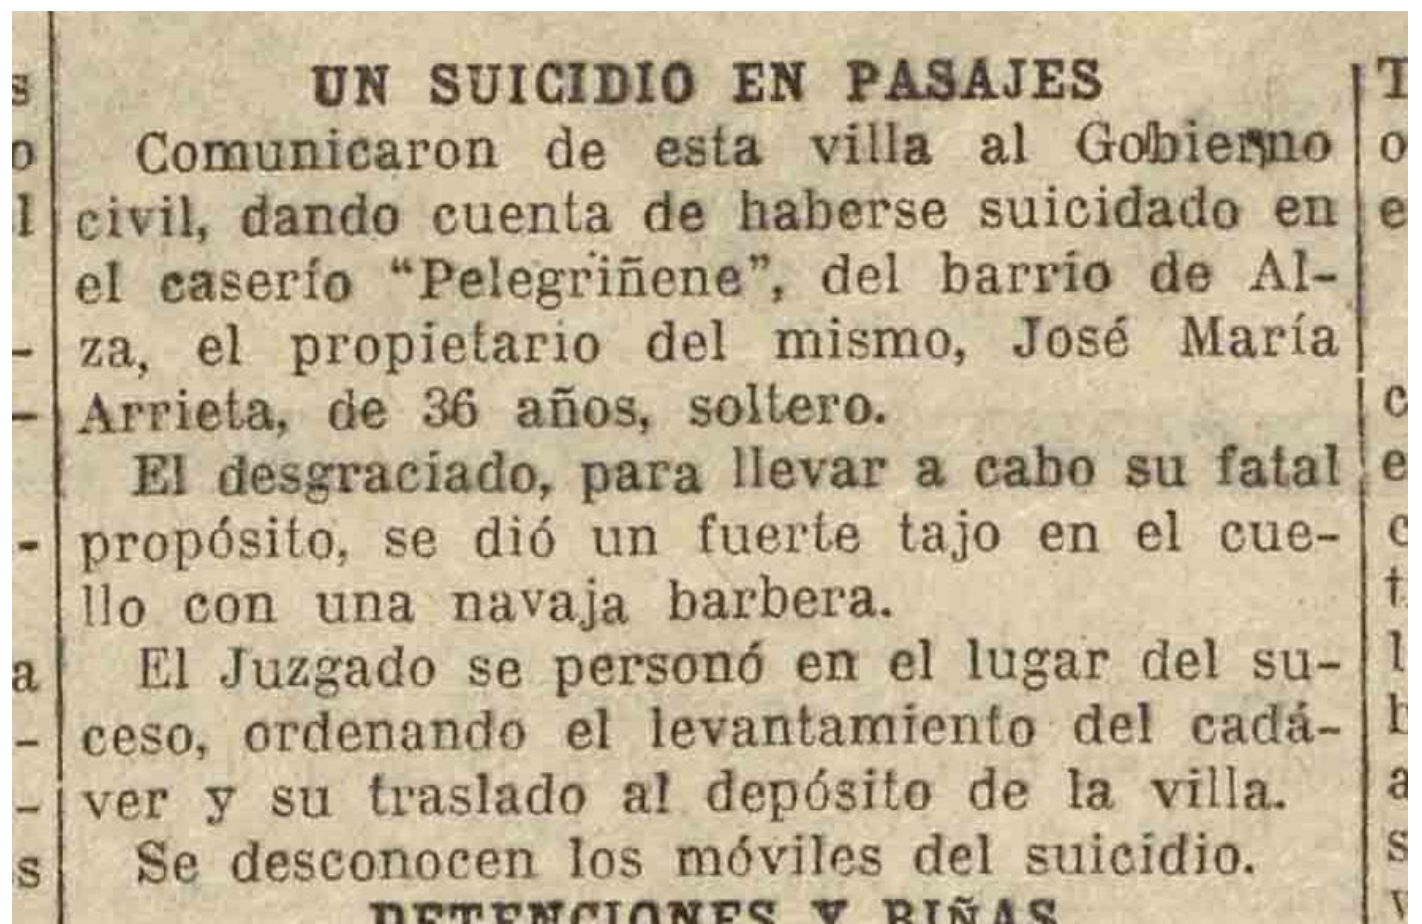 UN SUICIDIO EN PASAJES
Comunicaron de esta villa al Gobierno
civil, dando cuenta de haberse suicidado en
el caserío “Pelegriñene”, del barrio de Al-
za, el propietario del mismo, José María
Arrieta, de 36 años, soltero.
El desgraciado, para llevar a cabo su fatal
propósito, se dió un fuerte tajo en el cue-
llo con una navaja barbera.
El Juzgado se personó en el lugar del su-
ceso, ordenando el levantamiento del cadá-
ver y su traslado al depósito de la villa.
Se desconocen los móviles del suicidio.
DETENCIONES Y RIÑAS